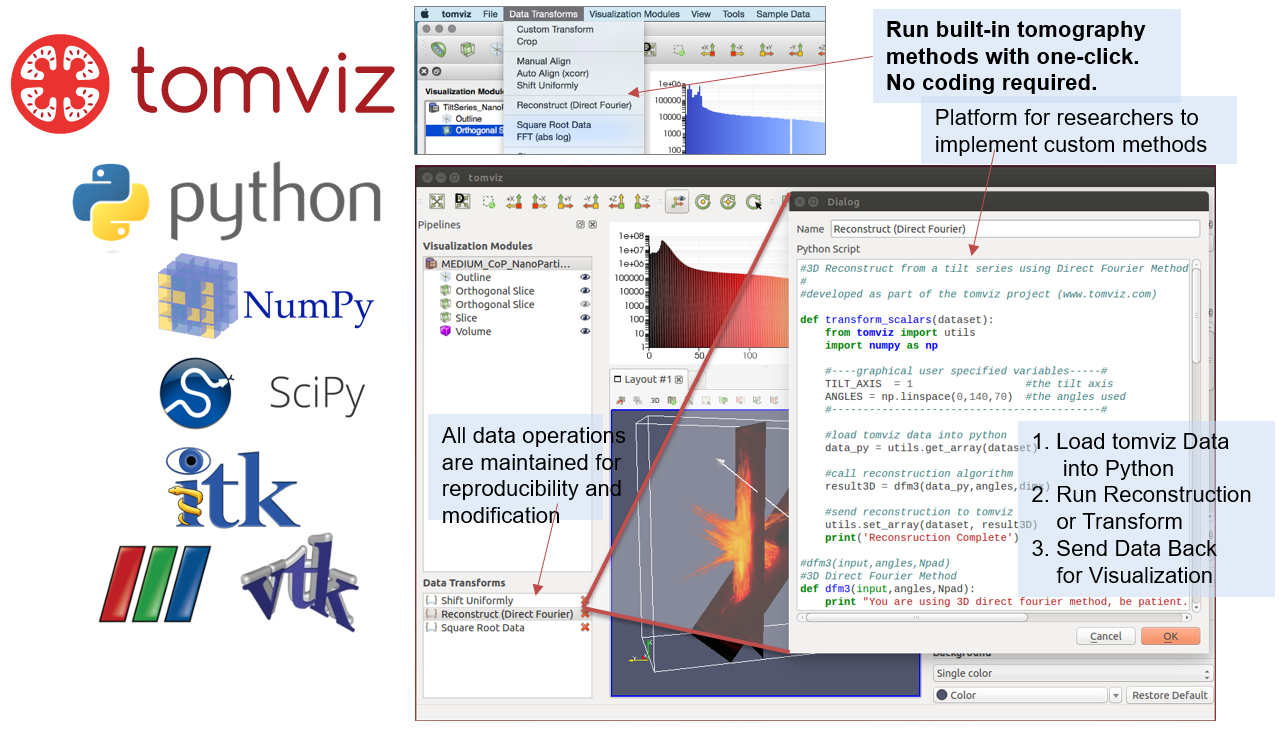 tomviz
python
NumPy
SciPy
itk
vtk
tomviz File Data Transforms Visualization Modules View Tools Sample Data
Custom Transform
Crop
Manual Align
Auto Align (xcorr)
Shift Uniformly
Reconstruct (Direct Fourier)
Square Root Data
FFT (abs log)
Visualization Modu
TiltSeries_NanoP
Outline
Orthogonal S
1e+06
100000
10000
1000
100
Run built-in tomography
methods with one-click.
No coding required.
Platform for researchers to
implement custom methods
tomviz
D
+X -X +Y -Y +Z -Z
Pipelines
Visualization Modules
MEDIUM_CoP_NanoParti...
Outline
Orthogonal Slice
Orthogonal Slice
Slice
Volume
1e+08
1e+07
1e+06
100000
10000
1000
100
10
1
0 50 100
Layout #1
3D
All data operations
are maintained for
reproducibility and
modification
Data Transforms
{...} Shift Uniformly
{...} Reconstruct (Direct Fourier)
{...} Square Root Data
Dialog
Name Reconstruct (Direct Fourier)
Python Script
#3D Reconstruct from a tilt series using Direct Fourier Method
#
#developed as part of the tomviz project (www.tomviz.com)
def transform_scalars(dataset):
from tomviz import utils
import numpy as np
#----graphical user specified variables-----#
TILT_AXIS = 1 #the tilt axis
ANGLES = np.linspace(0,140,70) #the angles used
#-------------------------------------------#
#load tomviz data into python
data_py = utils.get_array(dataset)
#call reconstruction algorithm
result3D = dfm3(data_py,angles,dimx)
#send reconstruction to tomviz
utils.set_array(dataset, result3D)
print('Reconsruction Complete')
#dfm3(input,angles,Npad)
#3D Direct Fourier Method
def dfm3(input,angles,Npad):
print "You are using 3D direct fourier method, be patient.
Cancel OK
1. Load tomviz Data
into Python
2. Run Reconstruction
or Transform
3. Send Data Back
for Visualization
Background
Single color
Color Restore Default